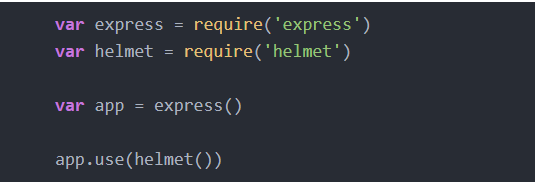 var express = require('express')
var helmet = require('helmet')
var app = express()
app.use(helmet())